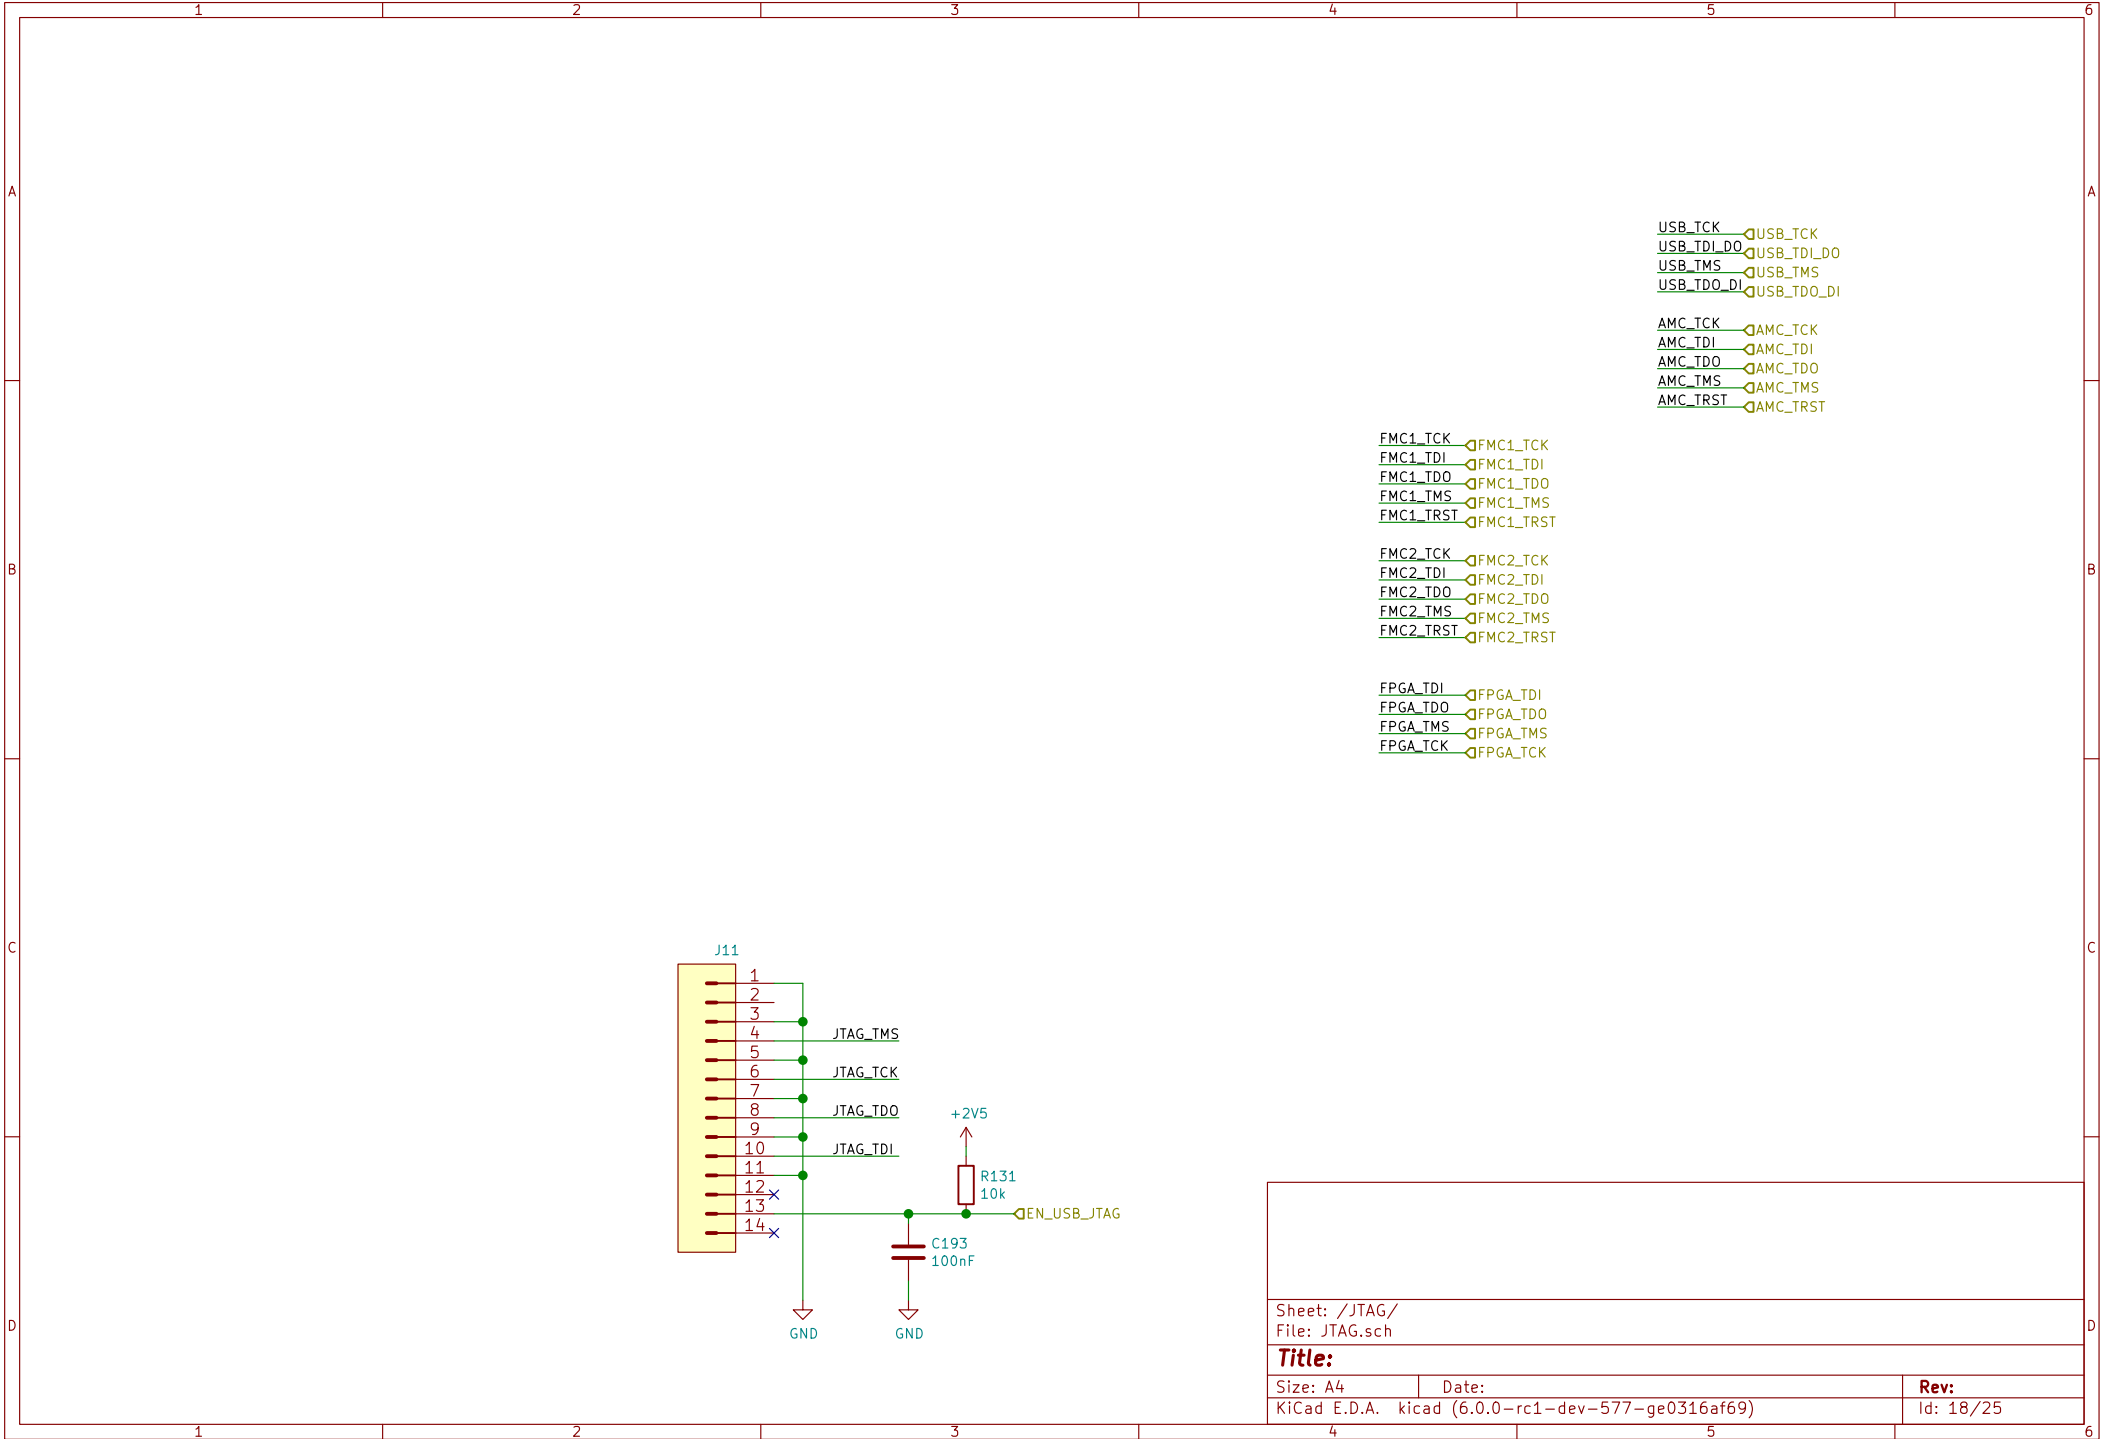 1 2 3 4 5 6
A A
USB_TCK USB_TCK
USB_TDI_DO USB_TDI_DO
USB_TMS USB_TMS
USB_TDO_DI USB_TDO_DI
AMC_TCK AMC_TCK
AMC_TDI AMC_TDI
AMC_TDO AMC_TDO
AMC_TMS AMC_TMS
AMC_TRST AMC_TRST
FMC1_TCK FMC1_TCK
FMC1_TDI FMC1_TDI
FMC1_TDO FMC1_TDO
FMC1_TMS FMC1_TMS
FMC1_TRST FMC1_TRST
FMC2_TCK FMC2_TCK
B B
FMC2_TDI FMC2_TDI
FMC2_TDO FMC2_TDO
FMC2_TMS FMC2_TMS
FMC2_TRST FMC2_TRST
FPGA_TDI FPGA_TDI
FPGA_TDO FPGA_TDO
FPGA_TMS FPGA_TMS
FPGA_TCK FPGA_TCK
C C
J11
1
2
3
4 JTAG_TMS
5
6 JTAG_TCK
7
8 JTAG_TDO
9
10 JTAG_TDI
11
12
13
14
+2V5
R131
10k
EN_USB_JTAG
C193
100nF
GND GND
D D
Sheet: /JTAG/
File: JTAG.sch
Title:
Size: A4 Date: Rev:
KiCad E.D.A. kicad (6.0.0-rc1-dev-577-ge0316af69) Id: 18/25
1 2 3 4 5 6